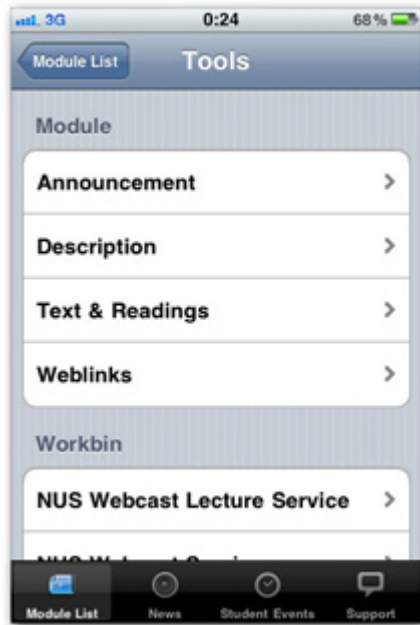 3G 0:24 68%
Module List Tools
Module
Announcement
Description
Text & Readings
Weblinks
Workbin
NUS Webcast Lecture Service
Module List News Student Events Support